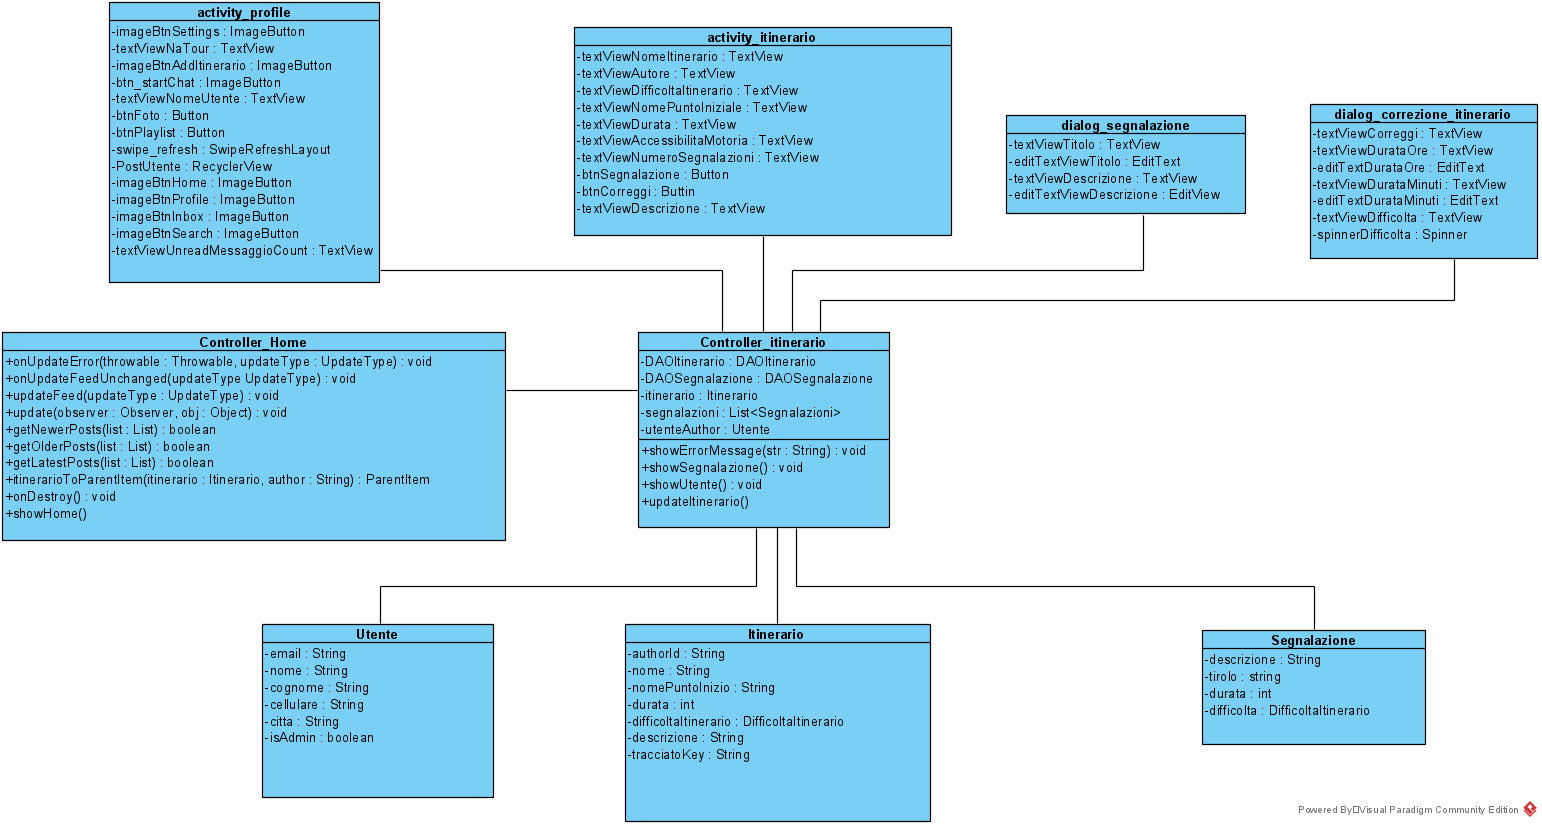 activity_profile
-imageBtnSettings : ImageButton
-textViewNaTour : TextView
-imageBtnAddItinerario : ImageButton
-btn_startChat : ImageButton
-textViewNomeUtente : TextView
-btnFoto : Button
-btnPlaylist : Button
-swipe_refresh : SwipeRefreshLayout
-PostUtente : RecyclerView
-imageBtnHome : ImageButton
-imageBtnProfile : ImageButton
-imageBtnInbox : ImageButton
-imageBtnSearch : ImageButton
-textViewUnreadMessaggioCount : TextView
activity_itinerario
-textViewNomeItinerario : TextView
-textViewAutore : TextView
-textViewDifficoltaItinerario : TextView
-textViewNomePuntoIniziale : TextView
-textViewDurata : TextView
-textViewAccessibilitaMotoria : TextView
-textViewNumeroSegnalazioni : TextView
-btnSegnalazione : Button
-btnCorreggi : Buttin
-textViewDescrizione : TextView
dialog_segnalazione
-textViewTitolo : TextView
-editTextViewTitolo : EditText
-textViewDescrizione : TextView
-editTextViewDescrizione : EditView
dialog_correzione_itinerario
-textViewCorreggi : TextView
-textViewDurataOre : TextView
-editTextDurataOre : EditText
-textViewDurataMinuti : TextView
-editTextDurataMinuti : EditText
-textViewDifficolta : TextView
-spinnerDifficolta : Spinner
Controller_Home
+onUpdateError(throwable : Throwable, updateType : UpdateType) : void
+onUpdateFeedUnchanged(updateType UpdateType) : void
+updateFeed(updateType : UpdateType) : void
+update(observer : Observer, obj : Object) : void
+getNewerPosts(list : List) : boolean
+getOlderPosts(list : List) : boolean
+getLatestPosts(list : List) : boolean
+itinerarioToParentItem(itinerario : Itinerario, author : String) : ParentItem
+onDestroy() : void
+showHome()
Controller_itinerario
-DAOItinerario : DAOItinerario
-DAOSegnalazione : DAOSegnalazione
-itinerario : Itinerario
-segnalazioni : List<Segnalazioni>
-utenteAuthor : Utente
+showErrorMessage(str : String) : void
+showSegnalazione() : void
+showUtente() : void
+updateItinerario()
Utente
-email : String
-nome : String
-cognome : String
-cellulare : String
-citta : String
-isAdmin : boolean
Itinerario
-authorId : String
-nome : String
-nomePuntoInizio : String
-durata : int
-difficoltaItinerario : DifficoltaItinerario
-descrizione : String
-tracciatoKey : String
Segnalazione
-descrizione : String
-tirolo : string
-durata : int
-difficolta : DifficoltaItinerario
Powered By□Visual Paradigm Community Edition